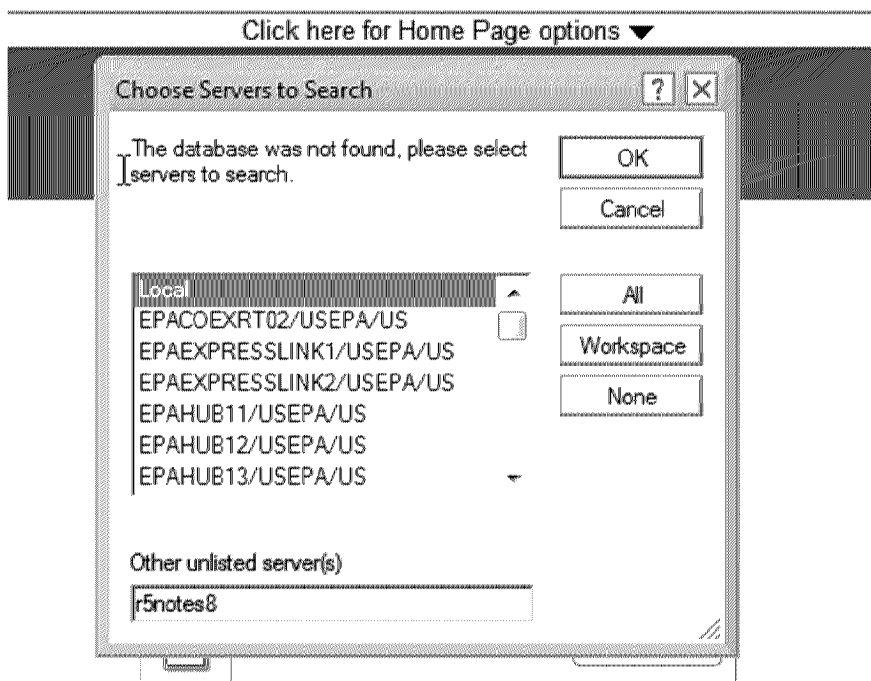 Click here for Home Page options
Choose Servers to Search
The database was not found, please select
servers to search.
OK
Cancel
Local
EPACOEXRT02/USEPA/US
EPAEXPRESSLINK1/USEPA/US
EPAEXPRESSLINK2/USEPA/US
EPAHUB11/USEPA/US
EPAHUB12/USEPA/US
EPAHUB13/USEPA/US
All
Workspace
None
Other unlisted server(s)
r5notes8